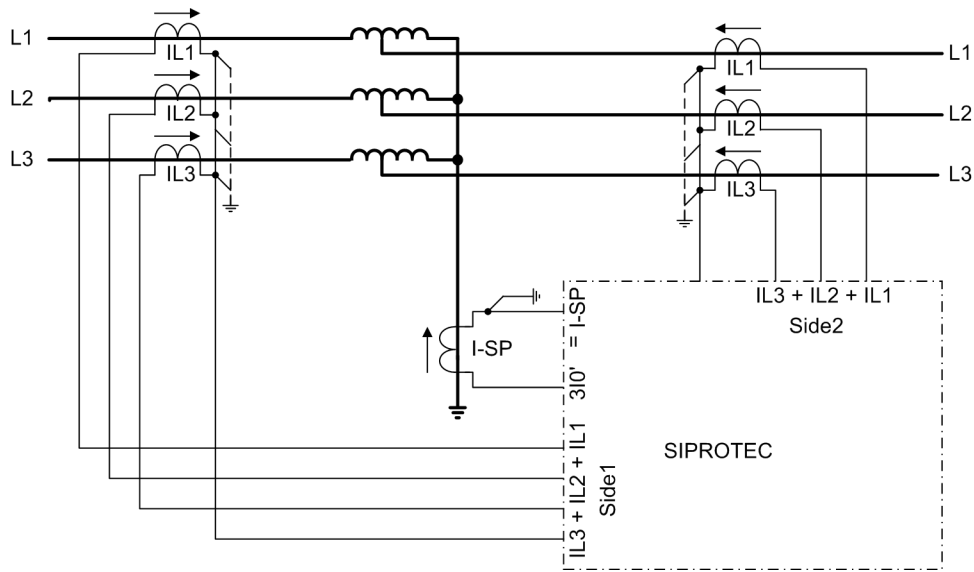 L1
IL1
IL1
L1
L2
IL2
IL2
L2
L3
IL3
IL3
L3
IL3 + IL2 + IL1
Side2
I-SP
3I0' = I-SP
SIPROTEC
IL3 + IL2 + IL1
Side1